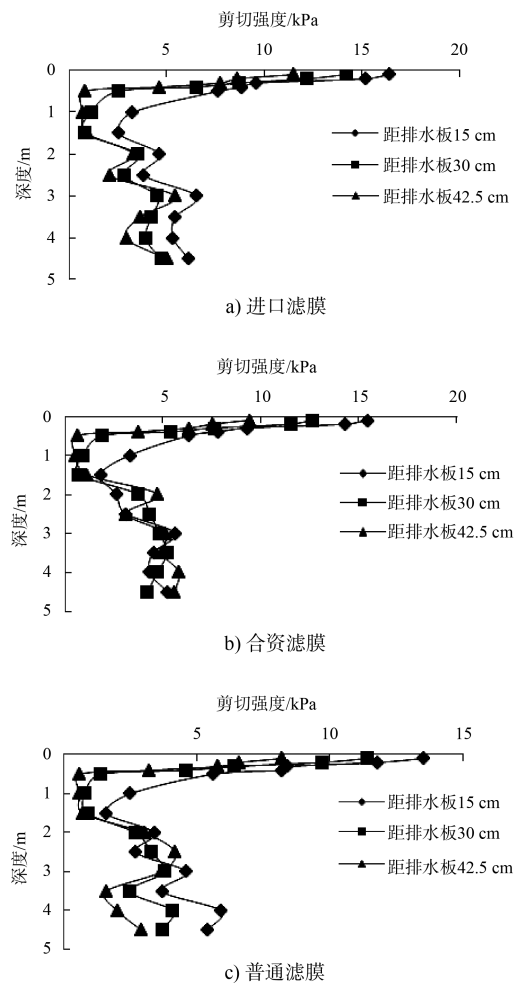 剪切强度/kPa
5 10 15 20
0
1
2
3
4
5
深度/m
距排水板15 cm
距排水板30 cm
距排水板42.5 cm
a) 进口滤膜
剪切强度/kPa
5 10 15 20
0
1
2
3
4
5
深度/m
距排水板15 cm
距排水板30 cm
距排水板42.5 cm
b) 合资滤膜
剪切强度/kPa
5 10 15
0
1
2
3
4
5
深度/m
距排水板15 cm
距排水板30 cm
距排水板42.5 cm
c) 普通滤膜